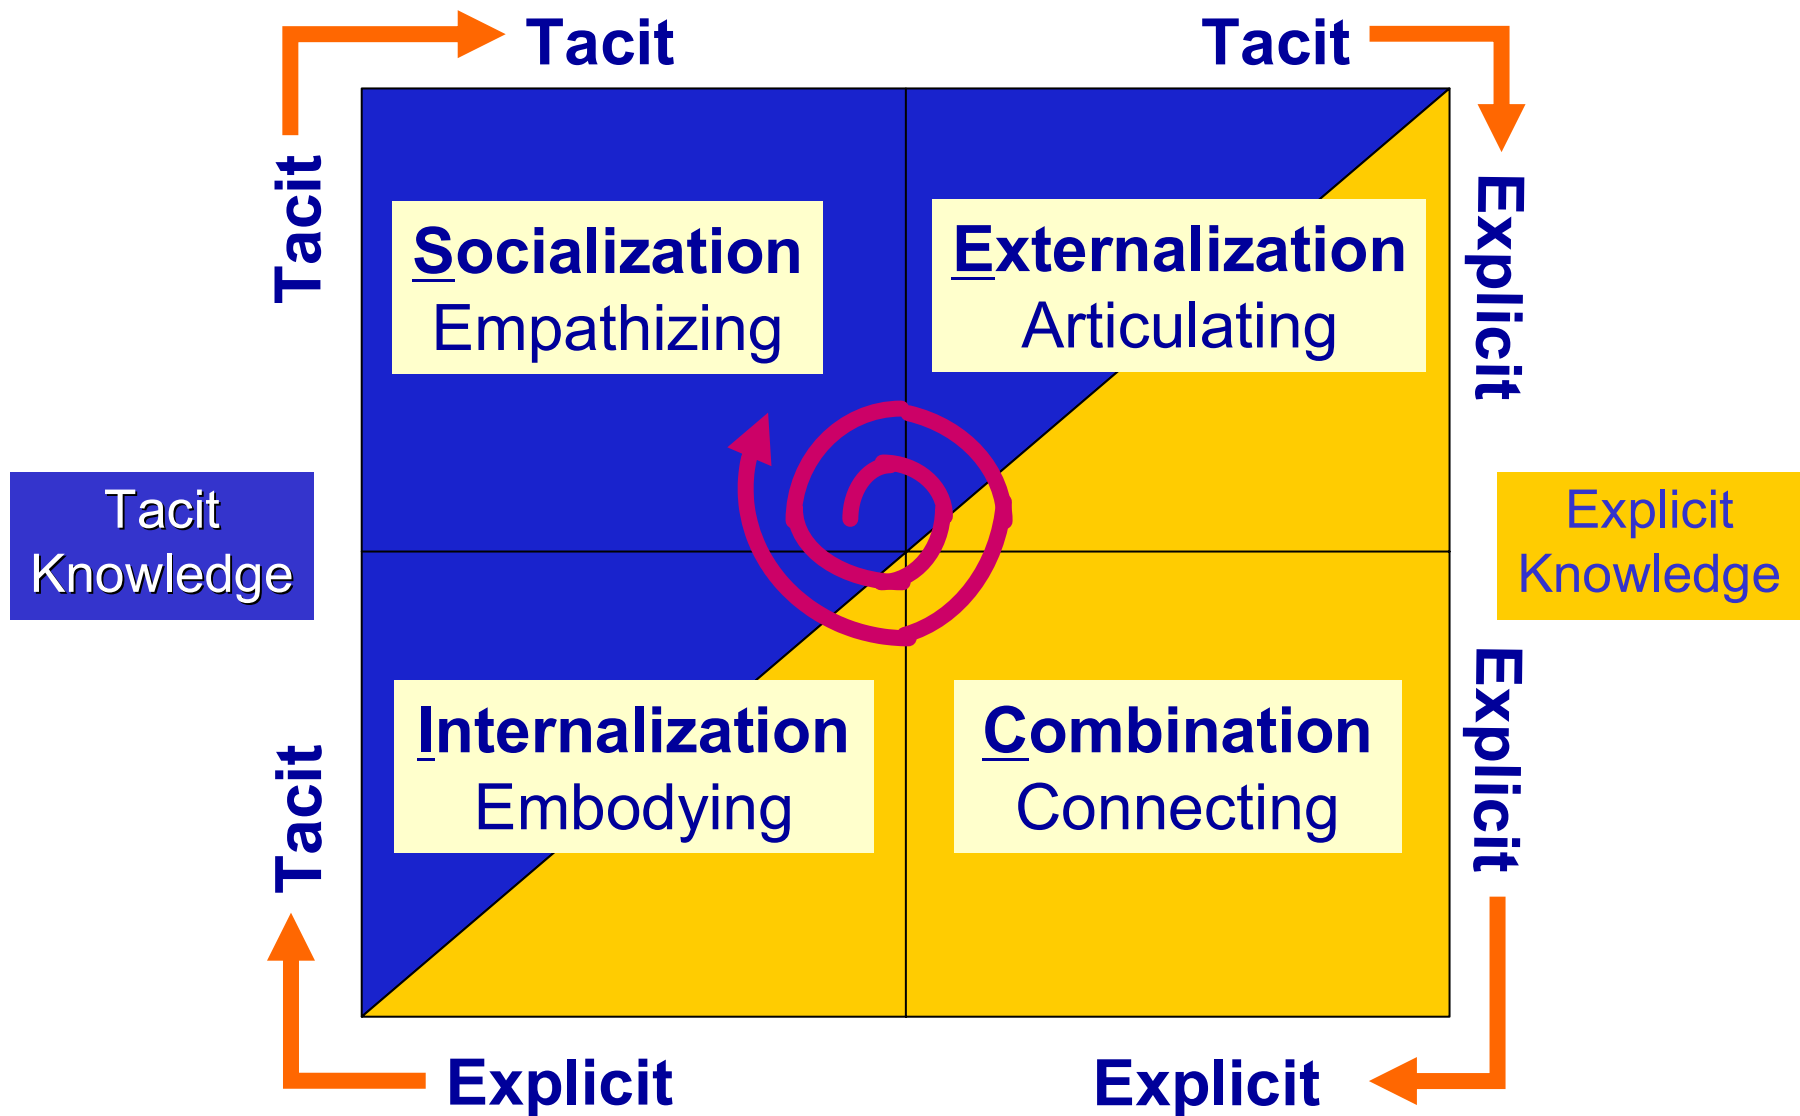 Tacit
Tacit
Tacit
Explicit
Socialization
Empathizing
Externalization
Articulating
Tacit
Knowledge
Explicit
Knowledge
Internalization
Embodying
Combination
Connecting
Tacit
Explicit
Explicit
Explicit